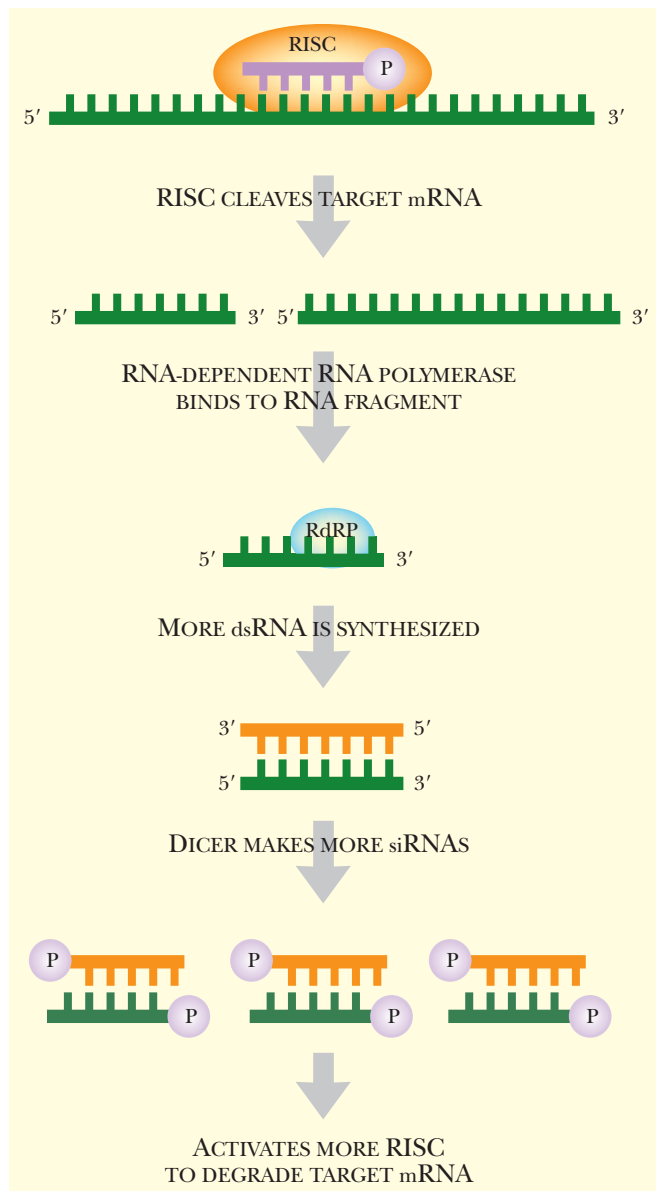 RISC
P
5′ 3′
RISC CLEAVES TARGET mRNA
5′ 3′ 5′ 3′
RNA-DEPENDENT RNA POLYMERASE
BINDS TO RNA FRAGMENT
RdRP
5′ 3′
MORE dsRNA IS SYNTHESIZED
3′ 5′
5′ 3′
DICER MAKES MORE siRNAS
P P P
P P P
ACTIVATES MORE RISC
TO DEGRADE TARGET mRNA